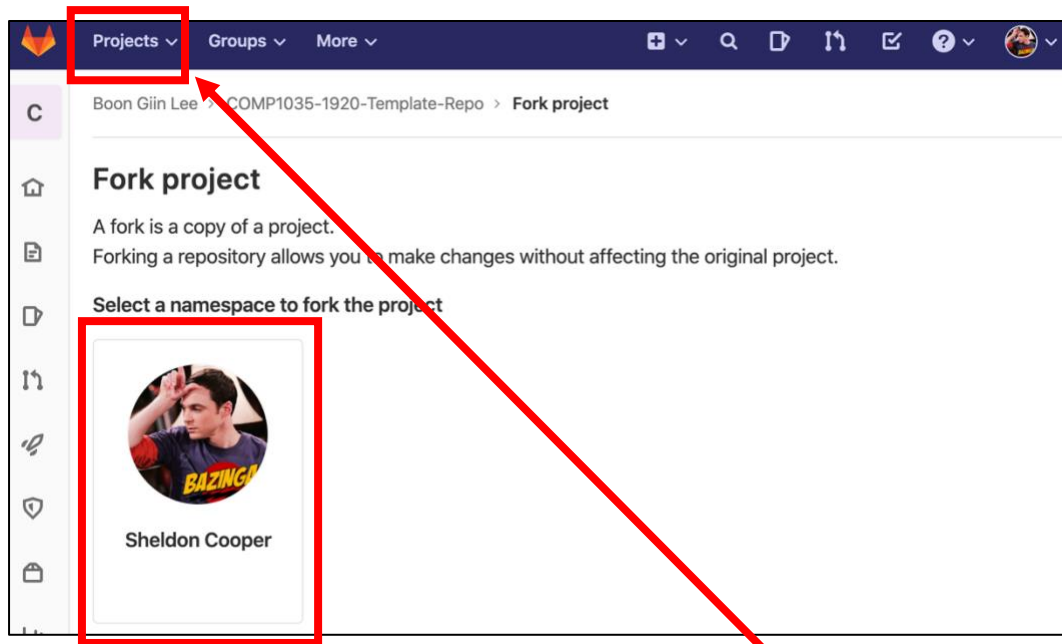 Projects Groups More
C
Boon Giin Lee > COMP1035-1920-Template-Repo > Fork project
Fork project
A fork is a copy of a project.
Forking a repository allows you to make changes without affecting the original project.
Select a namespace to fork the project
BAZINGA
Sheldon Cooper